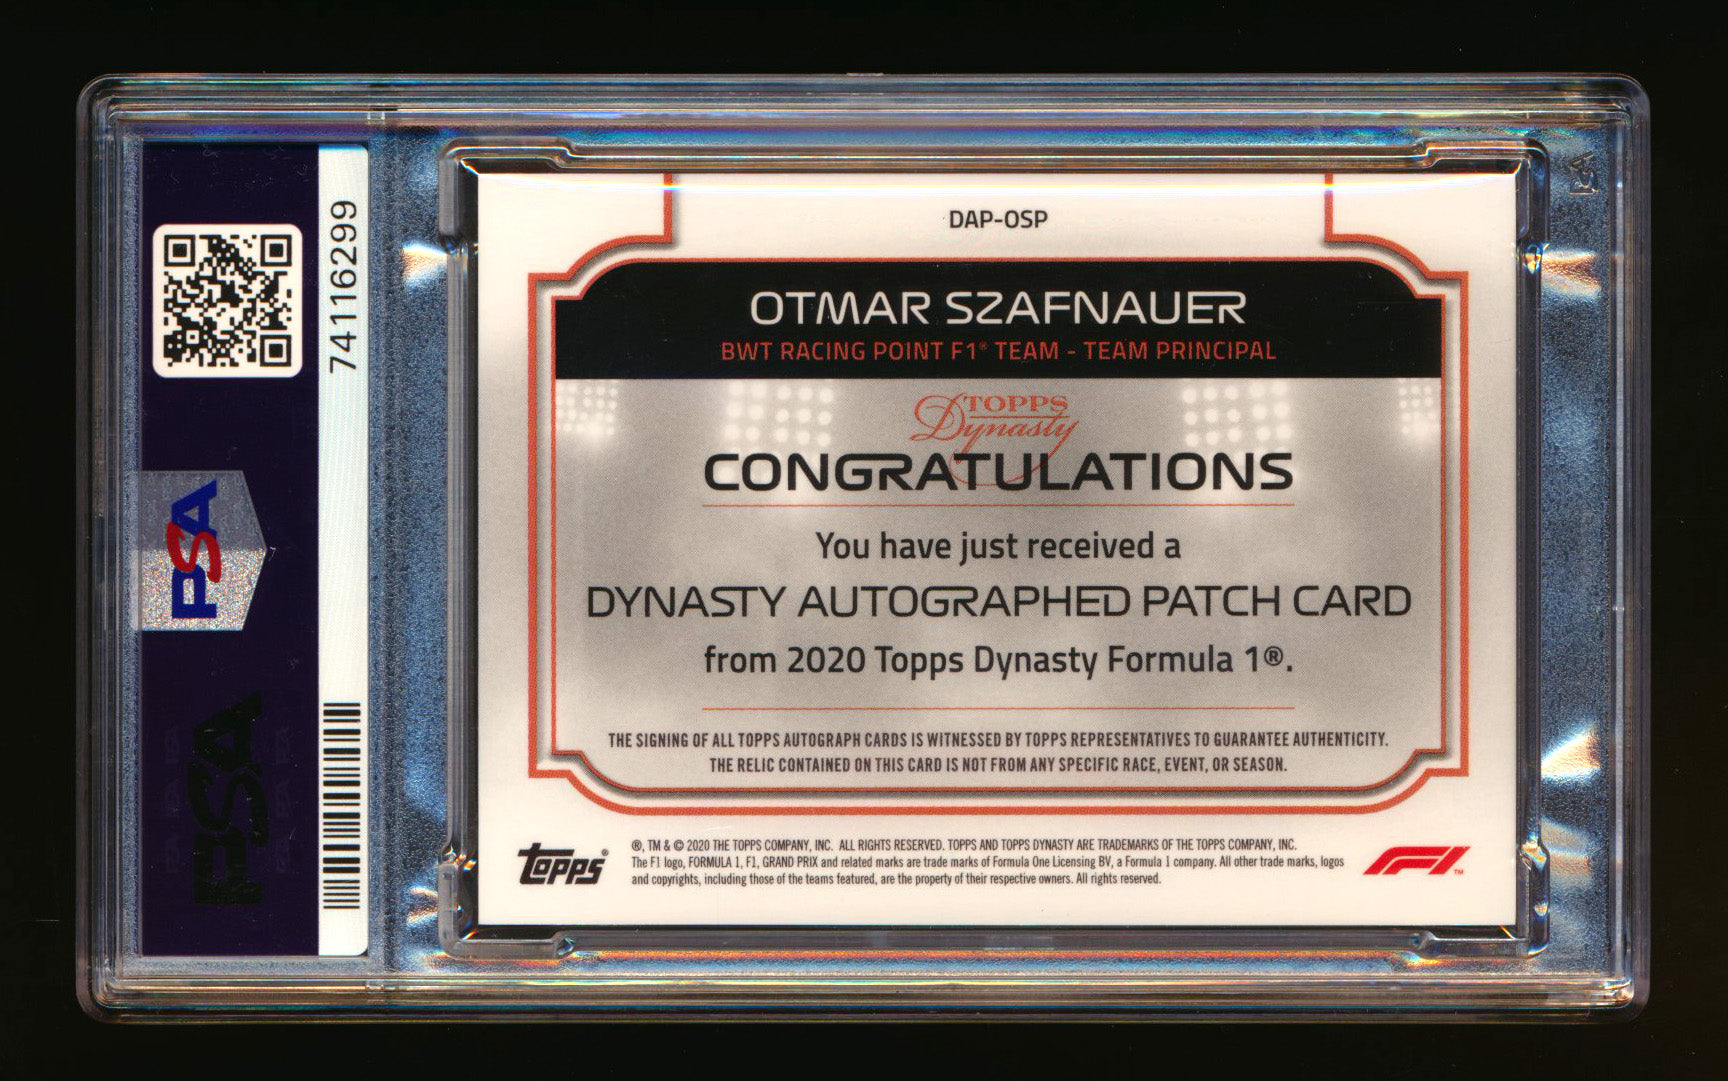 74116299
PSA
PSA
DAP-OSP
OTMAR SZAFNAUER
BWT RACING POINT F1® TEAM - TEAM PRINCIPAL
TOPPS
Dynasty
CONGRATULATIONS
You have just received a
DYNASTY AUTOGRAPHED PATCH CARD
from 2020 Topps Dynasty Formula 1®.
THE SIGNING OF ALL TOPPS AUTOGRAPH CARDS IS WITNESSED BY TOPPS REPRESENTATIVES TO GUARANTEE AUTHENTICITY.
THE RELIC CONTAINED ON THIS CARD IS NOT FROM ANY SPECIFIC RACE, EVENT, OR SEASON.
topps®
®, TM & © 2020 THE TOPPS COMPANY, INC. ALL RIGHTS RESERVED. TOPPS AND TOPPS DYNASTY ARE TRADEMARKS OF THE TOPPS COMPANY, INC.
The F1 logo, FORMULA 1, F1, GRAND PRIX and related marks are trade marks of Formula One Licensing BV, a Formula 1 company. All other trade marks, logos
and copyrights, including those of the teams featured, are the property of their respective owners. All rights reserved.
F1™